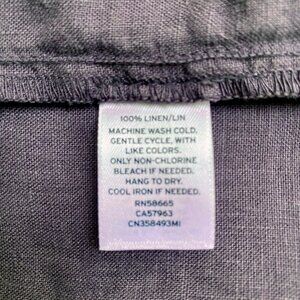 100% LINEN/LIN
MACHINE WASH COLD,
GENTLE CYCLE, WITH
LIKE COLORS.
ONLY NON-CHLORINE
BLEACH IF NEEDED.
HANG TO DRY.
COOL IRON IF NEEDED.
RN58665
CA57963
CN358493MI